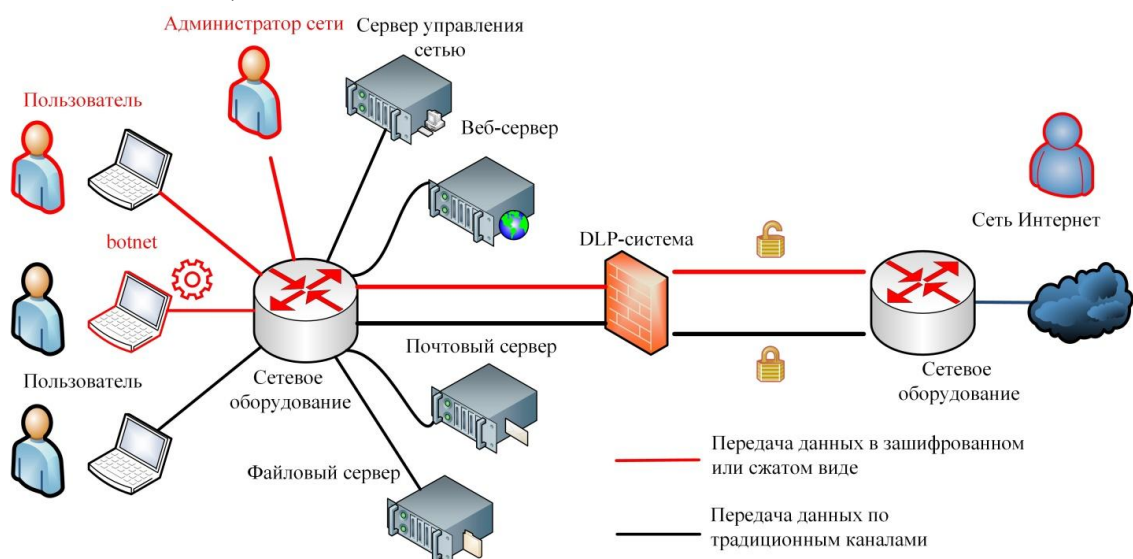 Администратор сети
Сервер управления
сетью
Пользователь
Веб-сервер
Сеть Интернет
botnet
DLP-система
Пользователь
Почтовый сервер
Сетевое
оборудование
Сетевое
оборудование
Файловый сервер
Передача данных в зашифрованном
или сжатом виде
Передача данных по
традиционным каналами